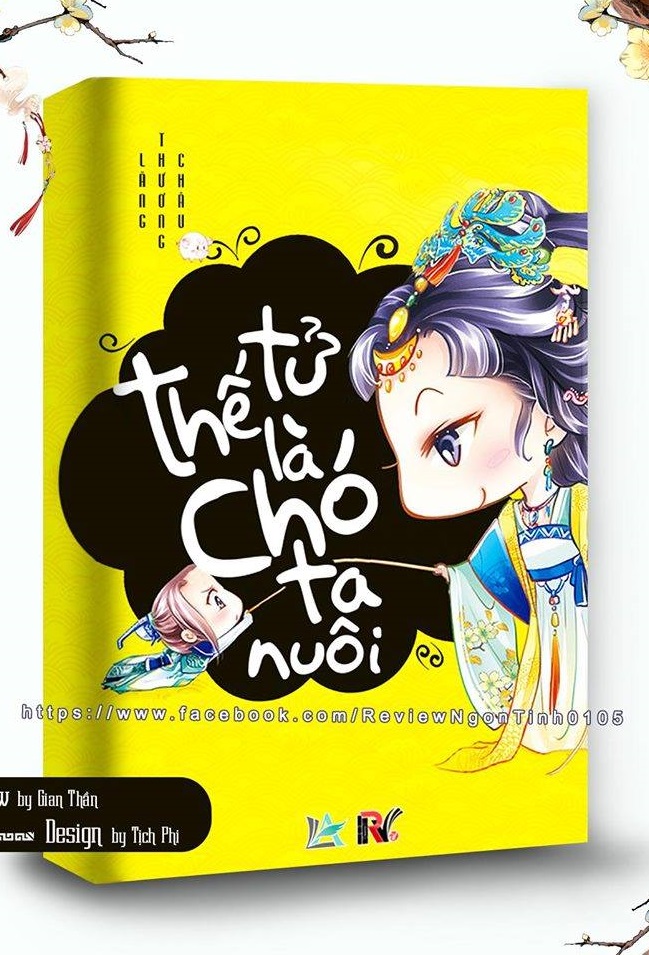 LÀNG
THƯƠNG
CHÂU
thế tử
là
Chó
ta
nuôi
https://www.facebook.com/ReviewNgonTinh0105
W by Gian Thần
Design by Tịch Phi